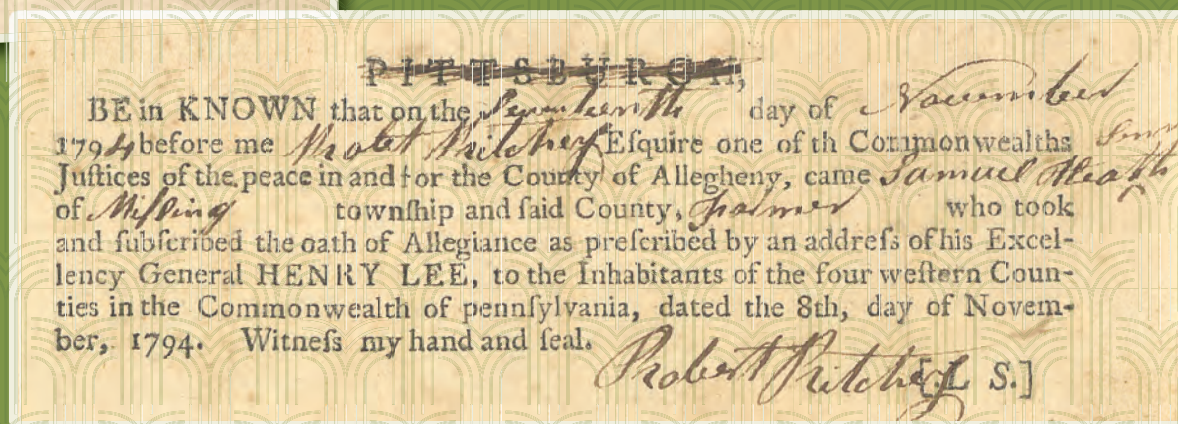 PITTSBURGH,
BE in KNOWN that on the Seventeenth day of November
1794 before me Robert Ritchey Eſquire one of th Commonwealths
Juſtices of the peace in and for the County of Allegheny, came Samuel Heath
of townſhip and ſaid County, farmer who took
and ſubſcribed the oath of Allegiance as preſcribed by an addreſs of his Excel-
lency General HENRY LEE, to the Inhabitants of the four weſtern Coun-
ties in the Commonwealth of pennſylvania, dated the 8th, day of Novem-
ber, 1794. Witneſs my hand and ſeal.
Robert Ritchey [L S.]